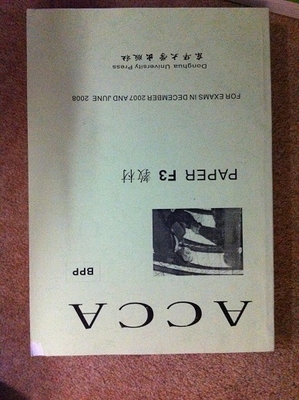 ACCA
BPP
PAPER F3 教材
FOR EXAMS IN DECEMBER 2007 AND JUNE 2008
Donghua University Press
东华大学出版社